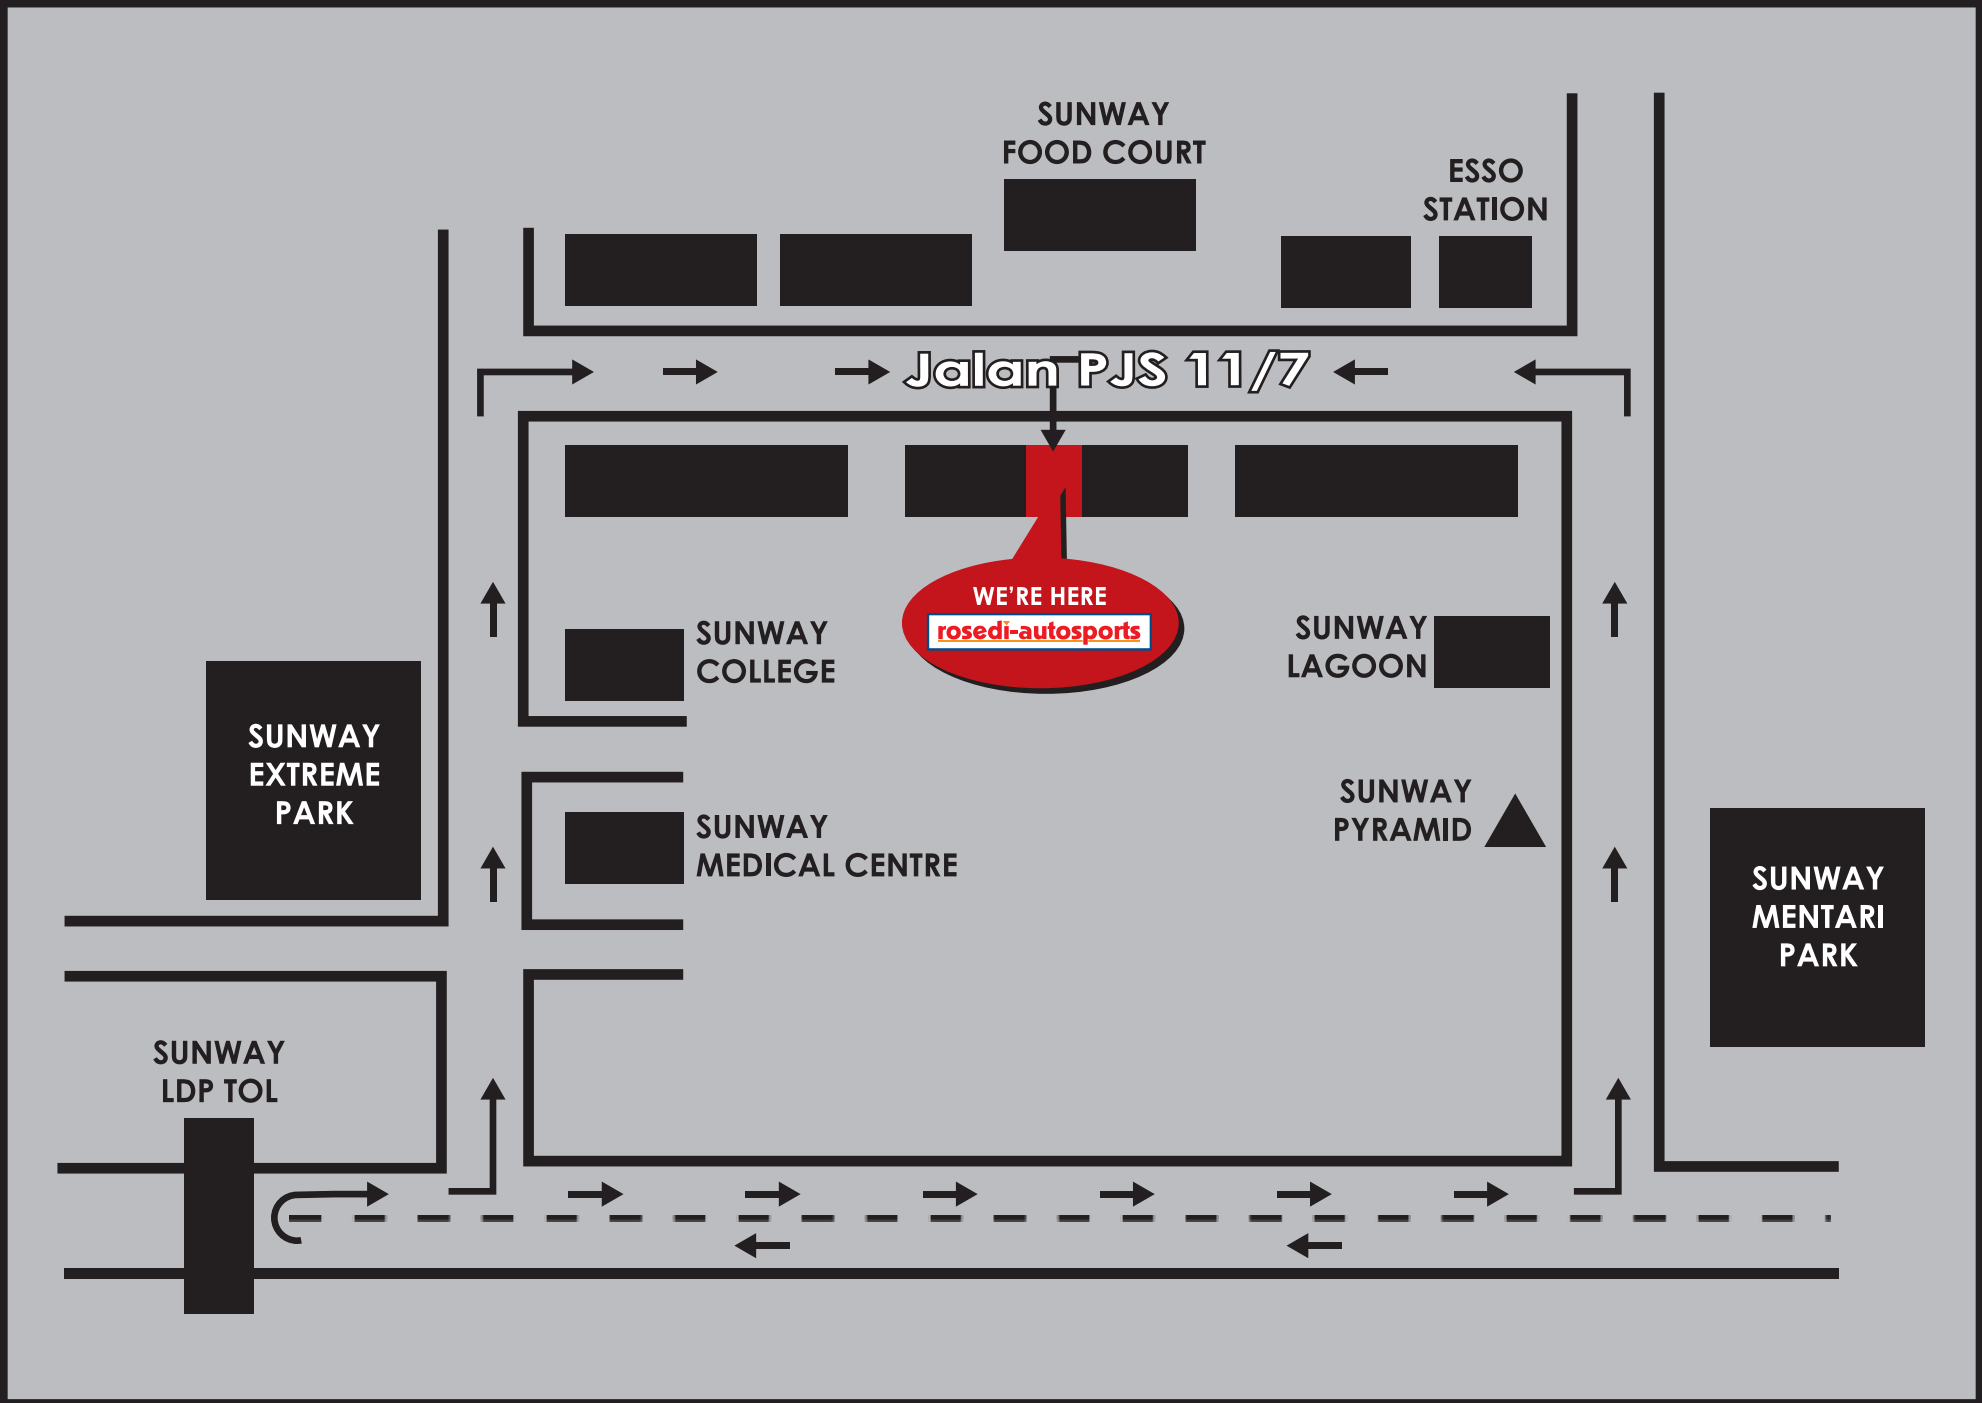 SUNWAY
FOOD COURT
ESSO
STATION
Jalan PJS 11/7
WE'RE HERE
rosedi-autosports
SUNWAY
COLLEGE
SUNWAY
LAGOON
SUNWAY
EXTREME
PARK
SUNWAY
PYRAMID
SUNWAY
MEDICAL CENTRE
SUNWAY
MENTARI
PARK
SUNWAY
LDP TOL